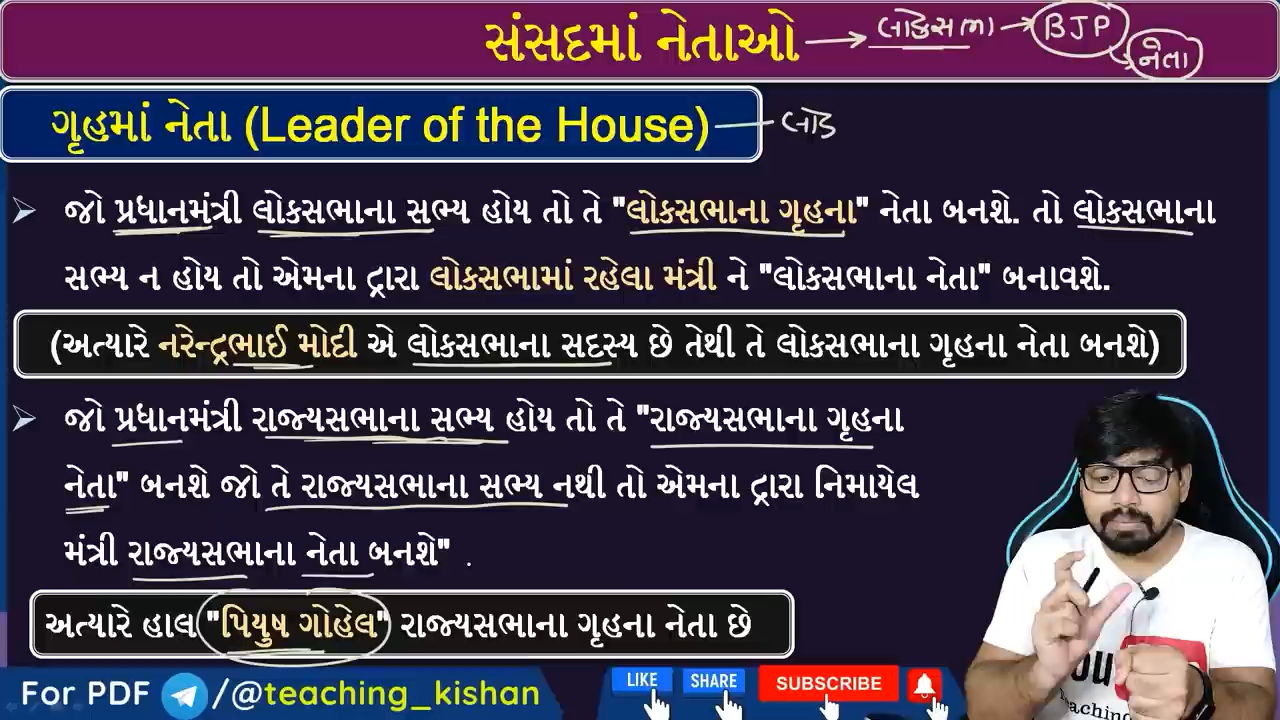 સંસદમાં નેતાઓ → લોકસભા → BJP → નેતા
ગૃહમાં નેતા (Leader of the House) — લોક
જો પ્રધાનમંત્રી લોકસભાના સભ્ય હોય તો તે "લોકસભાના ગૃહના" નેતા બનશે. તો લોકસભાના
સભ્ય ન હોય તો એમના દ્રારા લોકસભામાં રહેલા મંત્રી ને "લોકસભાના નેતા" બનાવશે.
(અત્યારે નરેન્દ્રભાઈ મોદી એ લોકસભાના સદસ્ય છે તેથી તે લોકસભાના ગૃહના નેતા બનશે)
જો પ્રધાનમંત્રી રાજ્યસભાના સભ્ય હોય તો તે "રાજ્યસભાના ગૃહના
નેતા" બનશે જો તે રાજ્યસભાના સભ્ય નથી તો એમના દ્રારા નિમાયેલ
મંત્રી રાજ્યસભાના નેતા બનશે" .
અત્યારે હાલ "પિયુષ ગોહેલ" રાજ્યસભાના ગૃહના નેતા છે
For PDF /@teaching_kishan
LIKE SHARE SUBSCRIBE